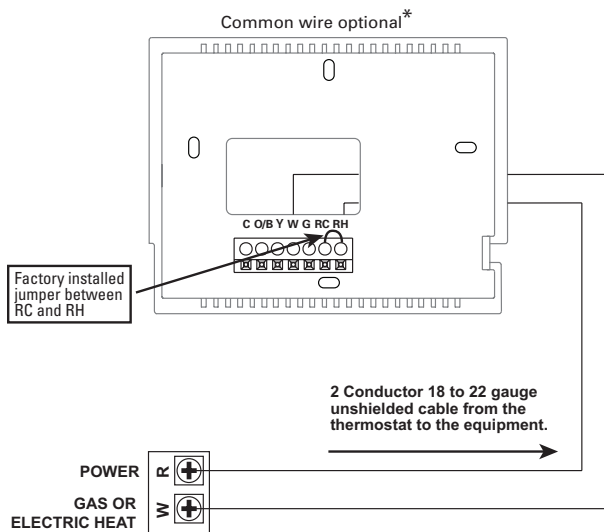 Common wire optional*
C O/B Y W G RC RH
Factory installed
jumper between
RC and RH
2 Conductor 18 to 22 gauge
unshielded cable from the
thermostat to the equipment.
POWER R
GAS OR
ELECTRIC HEAT W